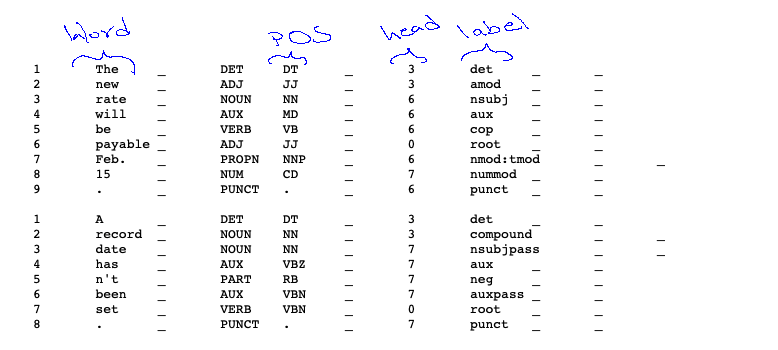 Word POS head label
1 The _ DET DT _ 3 det _ _
2 new _ ADJ JJ _ 3 amod _ _
3 rate _ NOUN NN _ 6 nsubj _ _
4 will _ AUX MD _ 6 aux _ _
5 be _ VERB VB _ 6 cop _ _
6 payable _ ADJ JJ _ 0 root _ _
7 Feb. _ PROPN NNP _ 6 nmod:tmod _ _
8 15 _ NUM CD _ 7 nummod _ _
9 . _ PUNCT . _ 6 punct _ _
1 A _ DET DT _ 3 det _ _
2 record _ NOUN NN _ 3 compound _ _
3 date _ NOUN NN _ 7 nsubjpass _ _
4 has _ AUX VBZ _ 7 aux _ _
5 n't _ PART RB _ 7 neg _ _
6 been _ AUX VBN _ 7 auxpass _ _
7 set _ VERB VBN _ 0 root _ _
8 . _ PUNCT . _ 7 punct _ _